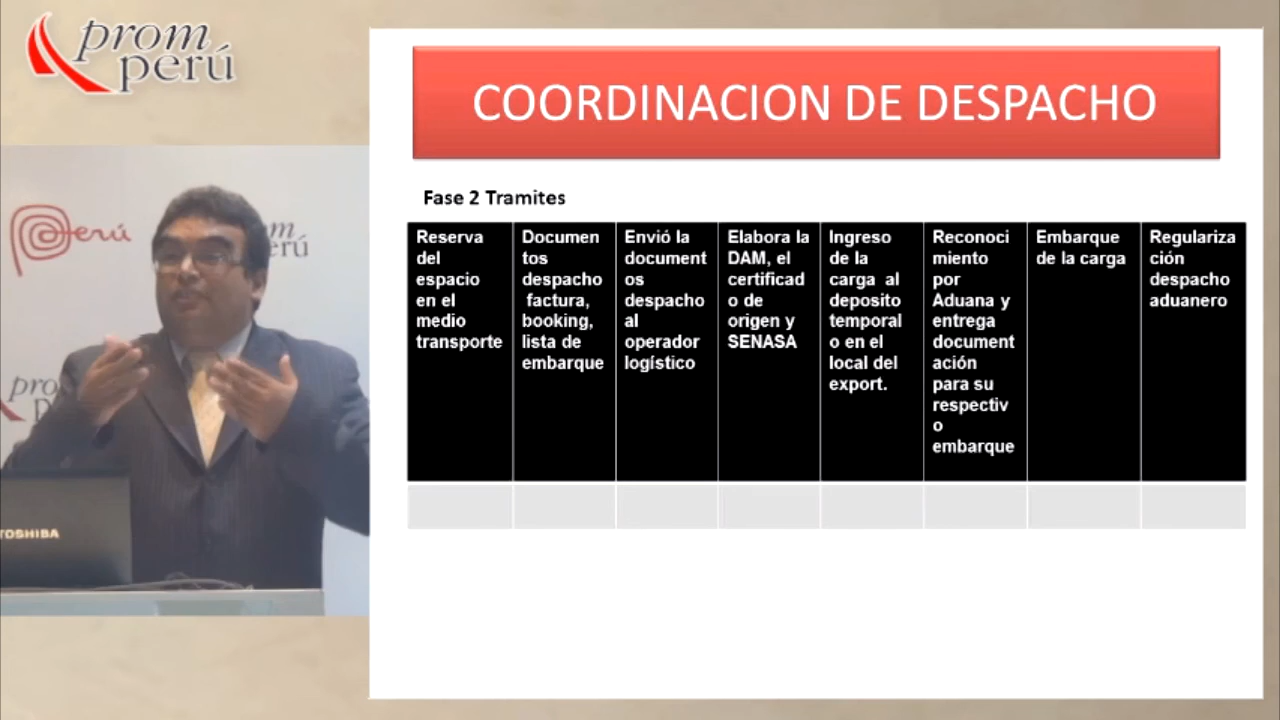 prom
perú
COORDINACION DE DESPACHO
Fase 2 Tramites
Reserva
del
espacio
en el
medio
transporte
Documen
tos
despacho
factura,
booking,
lista de
embarque
Envió la
document
os
despacho
al
operador
logístico
Elabora la
DAM, el
certificad
o de
origen y
SENASA
Ingreso
de la
carga al
deposito
temporal
o en el
local del
export.
Reconoci
miento
por
Aduana y
entrega
document
ación
para su
respectiv
o
embarque
Embarque
de la carga
Regulariza
ción
despacho
aduanero
Perú
om
perú
pro
p
TOSHIBA